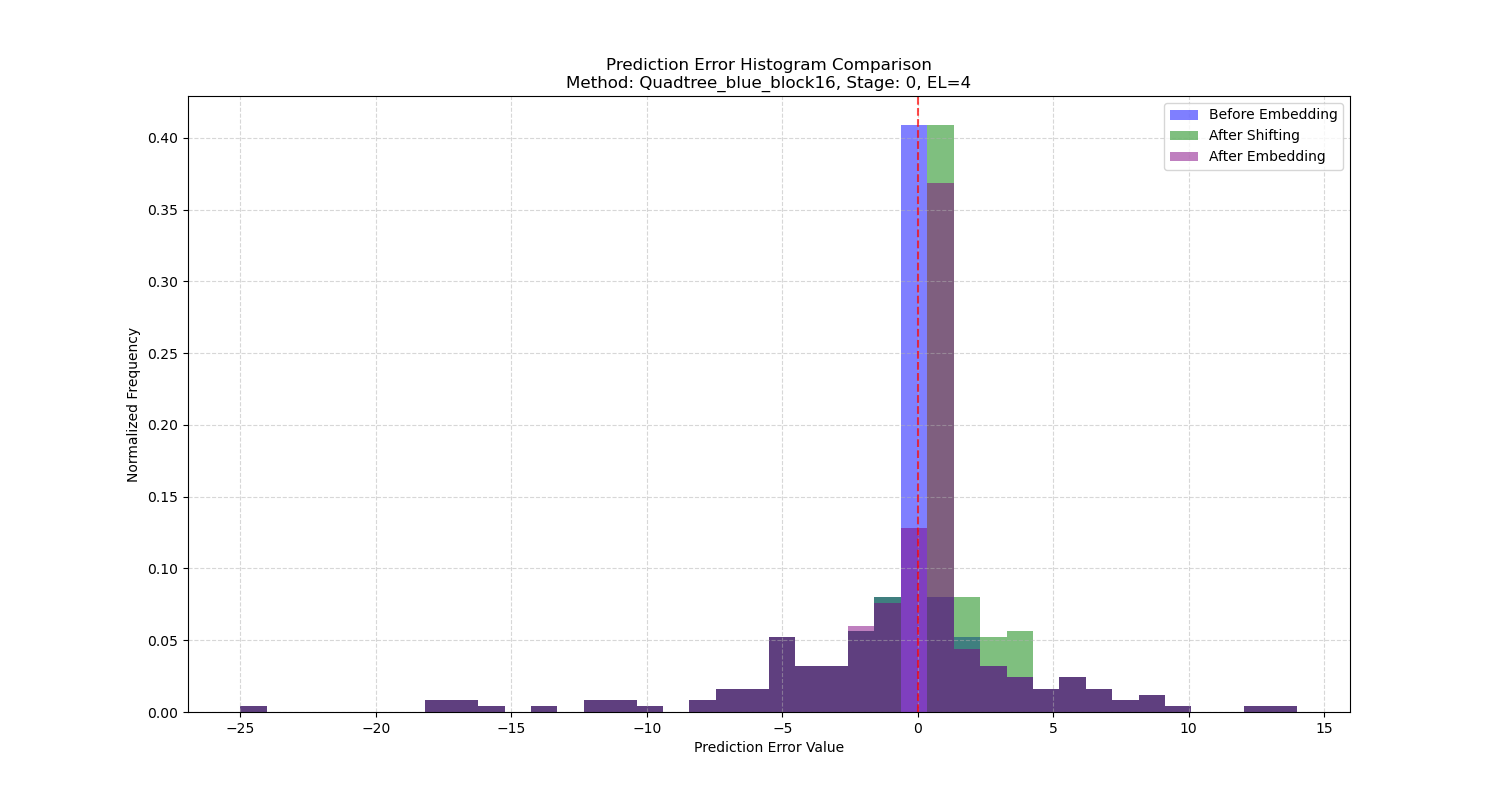 Prediction Error Histogram Comparison
Method: Quadtree_blue_block16, Stage: 0, EL=4
Before Embedding
After Shifting
After Embedding
Normalized Frequency
0.40
0.35
0.30
0.25
0.20
0.15
0.10
0.05
0.00
−25 −20 −15 −10 −5 0 5 10 15
Prediction Error Value